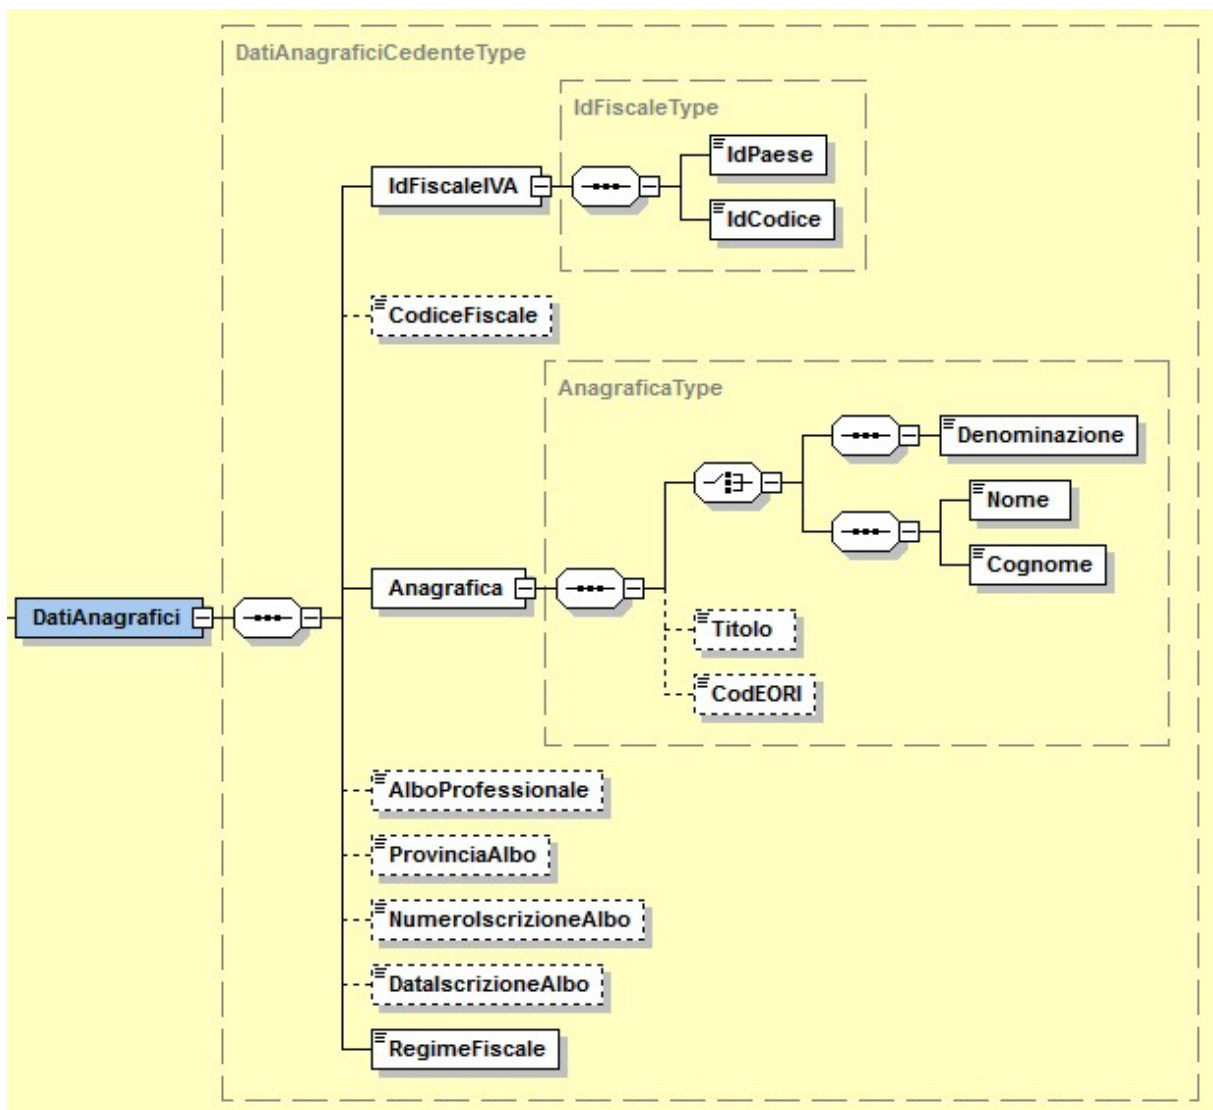 DatiAnagraficiCedenteType
IdFiscaleType
IdPaese
IdFiscaleIVA
IdCodice
CodiceFiscale
AnagraficaType
Denominazione
Nome
Cognome
Anagrafica
DatiAnagrafici
Titolo
CodEORI
AlboProfessionale
ProvinciaAlbo
NumeroIscrizioneAlbo
DataIscrizioneAlbo
RegimeFiscale